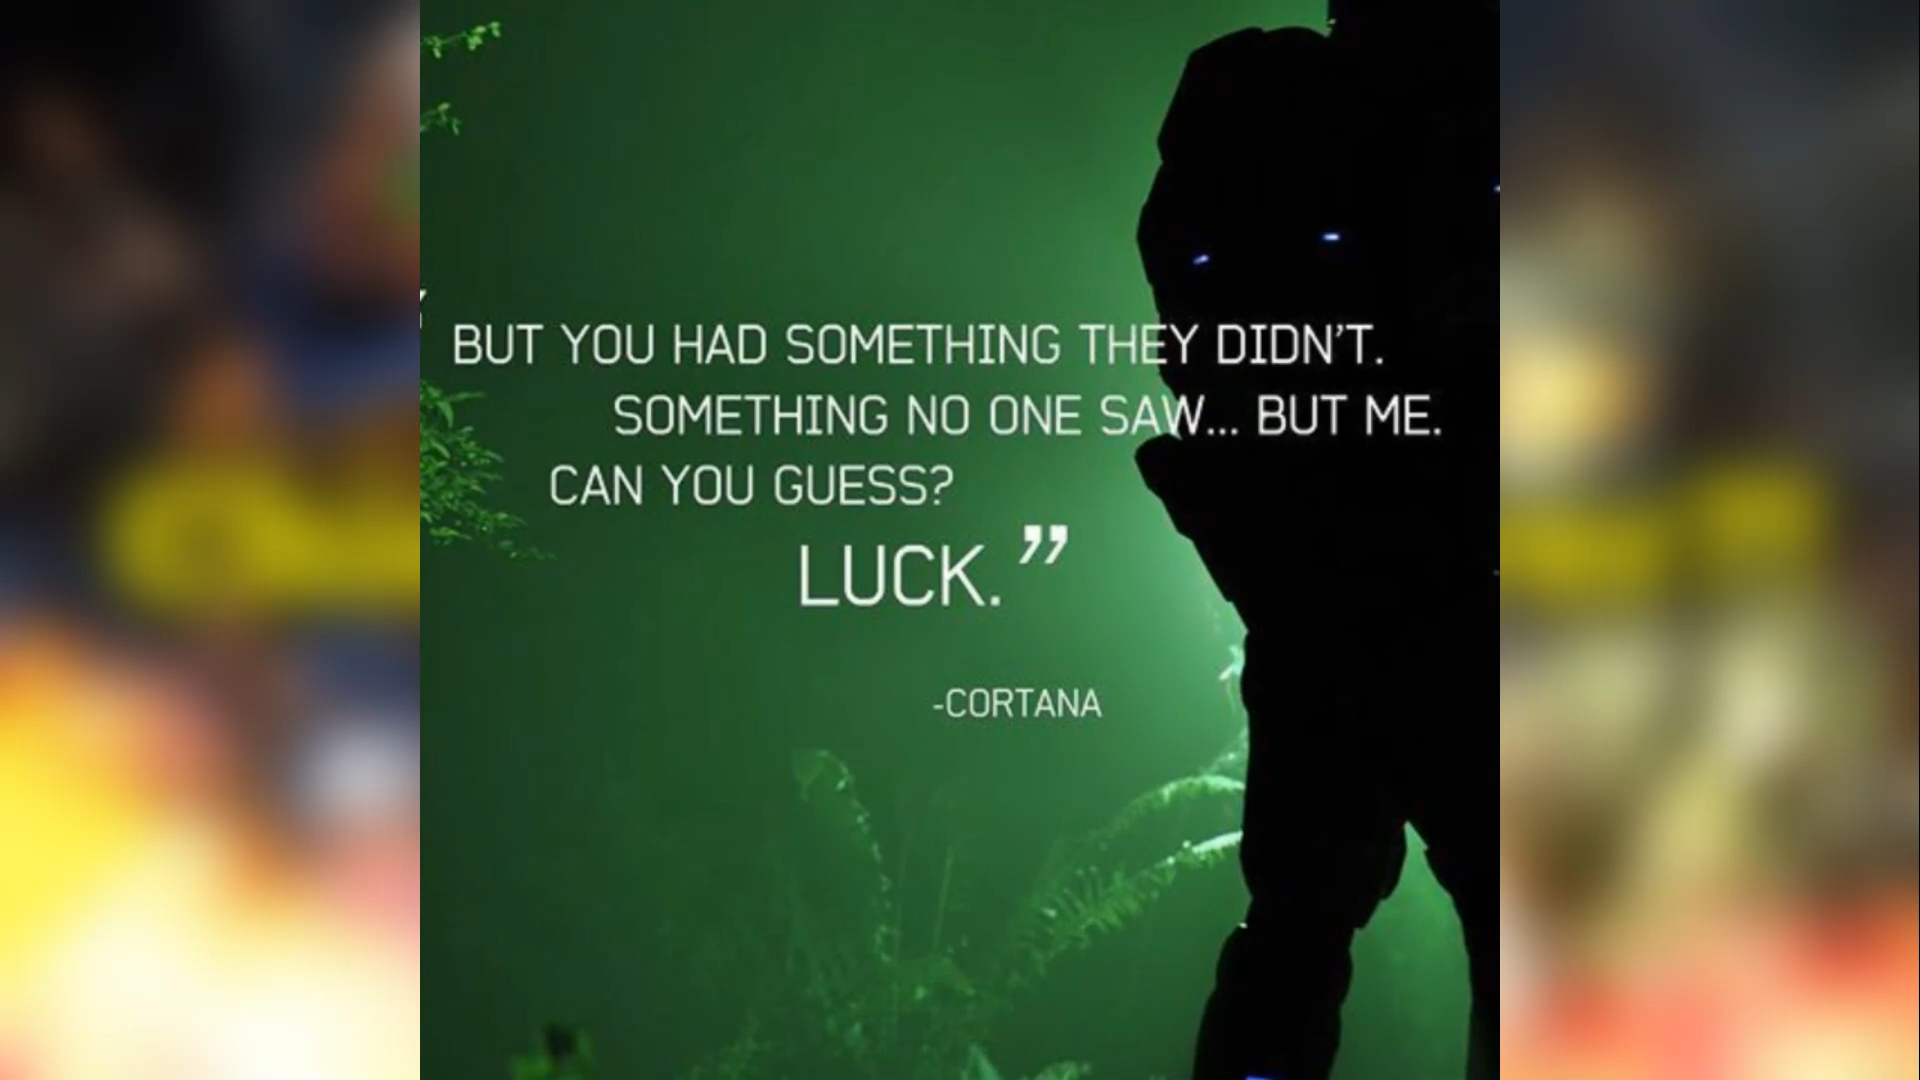 BUT YOU HAD SOMETHING THEY DIDN'T.
SOMETHING NO ONE SAW... BUT ME.
CAN YOU GUESS?
LUCK.”
-CORTANA